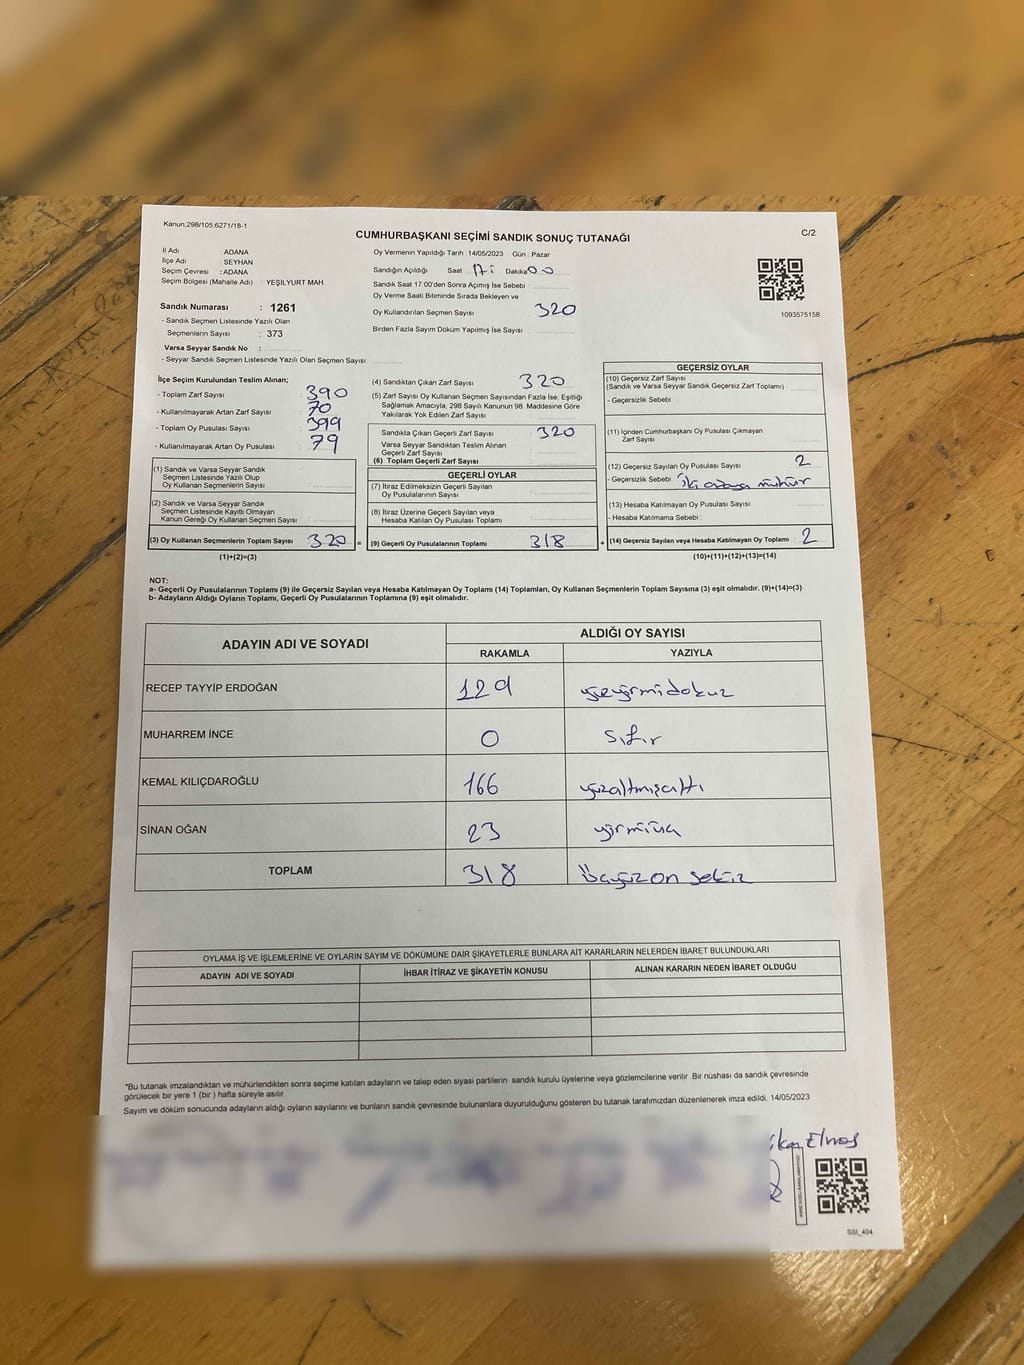 Kanun:298/105,6271/18-1
CUMHURBAŞKANI SEÇİMİ SANDIK SONUÇ TUTANAĞI
C/2
İl Adı : ADANA
İlçe Adı : SEYHAN
Seçim Çevresi : ADANA
Seçim Bölgesi (Mahalle Adı) : YEŞİLYURT MAH.
Sandık Numarası : 1261
- Sandık Seçmen Listesinde Yazılı Olan
Seçmenlerin Sayısı : 373
Varsa Seyyar Sandık No :
- Seyyar Sandık Seçmen Listesinde Yazılı Olan Seçmen Sayısı :
Oy Vermenin Yapıldığı Tarih :14/05/2023 Gün : Pazar
Sandığın Açıldığı Saat 17: Dakika 00
Sandık Saat 17:00'den Sonra Açımış İse Sebebi :
Oy Verme Saati Bitiminde Sırada Bekleyen ve
Oy Kullandırılan Seçmen Sayısı : 320
Birden Fazla Sayım Döküm Yapılmış İse Sayısı :
1093575158
İlçe Seçim Kurulundan Teslim Alınan;
- Toplam Zarf Sayısı : 390
- Kullanılmayarak Artan Zarf Sayısı : 70
- Toplam Oy Pusulası Sayısı : 399
- Kullanılmayarak Artan Oy Pusulası : 79
(1) Sandık ve Varsa Seyyar Sandık
Seçmen Listesinde Yazılı Olup
Oy Kullanan Seçmenlerin Sayısı :
(2) Sandık ve Varsa Seyyar Sandık
Seçmen Listesinde Kayıtlı Olmayan
Kanun Gereği Oy Kullanan Seçmen Sayısı :
(3) Oy Kullanan Seçmenlerin Toplam Sayısı : 320 =
(1)+(2)=(3)
(4) Sandıktan Çıkan Zarf Sayısı : 320
(5) Zarf Sayısı Oy Kullanan Seçmen Sayısından Fazla İse, Eşitliği
Sağlamak Amacıyla, 298 Sayılı Kanunun 98. Maddesine Göre
Yakılarak Yok Edilen Zarf Sayısı :
Sandıkta Çıkan Geçerli Zarf Sayısı : 320
Varsa Seyyar Sandıktan Teslim Alınan
Geçerli Zarf Sayısı :
(6) Toplam Geçerli Zarf Sayısı :
GEÇERLİ OYLAR
(7) İtiraz Edilmeksizin Geçerli Sayılan
Oy Pusulalarının Sayısı :
(8) İtiraz Üzerine Geçerli Sayılan veya
Hesaba Katılan Oy Pusulası Toplamı :
(9) Geçerli Oy Pusulalarının Toplamı : 318 +
GEÇERSİZ OYLAR
(10) Geçersiz Zarf Sayısı
(Sandık ve Varsa Seyyar Sandık Geçersiz Zarf Toplamı) :
- Geçersizlik Sebebi :
(11) İçinden Cumhurbaşkanı Oy Pusulası Çıkmayan
Zarf Sayısı :
(12) Geçersiz Sayılan Oy Pusulası Sayısı : 2
- Geçersizlik Sebebi : iki adaya mühür
(13) Hesaba Katılmayan Oy Pusulası Sayısı :
- Hesaba Katılmama Sebebi :
(14) Geçersiz Sayılan veya Hesaba Katılmayan Oy Toplamı : 2
(10)+(11)+(12)+(13)=(14)
NOT:
a- Geçerli Oy Pusulalarının Toplamı (9) ile Geçersiz Sayılan veya Hesaba Katılmayan Oy Toplamı (14) Toplamları, Oy Kullanan Seçmenlerin Toplam Sayısına (3) eşit olmalıdır. (9)+(14)=(3)
b- Adayların Aldığı Oyların Toplamı, Geçerli Oy Pusulalarının Toplamına (9) eşit olmalıdır.
ADAYIN ADI VE SOYADI
ALDIĞI OY SAYISI
RAKAMLA YAZIYLA
RECEP TAYYİP ERDOĞAN 129 yüzyirmidokuz
MUHARREM İNCE 0 sıfır
KEMAL KILIÇDAROĞLU 166 yüzaltmışaltı
SİNAN OĞAN 23 yirmiüç
TOPLAM 318 üçyüz on sekiz
OYLAMA İŞ VE İŞLEMLERİNE VE OYLARIN SAYIM VE DÖKÜMÜNE DAİR ŞİKAYETLERLE BUNLARA AİT KARARLARIN NELERDEN İBARET BULUNDUKLARI
ADAYIN ADI VE SOYADI İHBAR İTİRAZ VE ŞİKAYETİN KONUSU ALINAN KARARIN NEDEN İBARET OLDUĞU
*Bu tutanak imzalandıktan ve mühürlendikten sonra seçime katılan adayların ve talep eden siyasi partilerin sandık kurulu üyelerine veya gözlemcilerine verilir. Bir nüshası da sandık çevresinde
görülecek bir yere 1 (bir) hafta süreyle asılır.
Sayım ve döküm sonucunda adayların aldığı oyların sayılarını ve bunların sandık çevresinde bulunanlara duyurulduğunu gösteren bu tutanak tarafımızdan düzenlenerek imza edildi. 14/05/2023
SSI_404